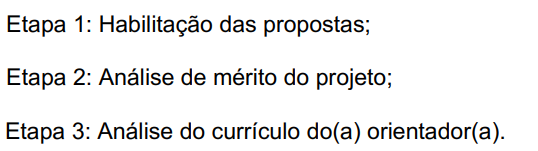 Etapa 1: Habilitação das propostas;
Etapa 2: Análise de mérito do projeto;
Etapa 3: Análise do currículo do(a) orientador(a).